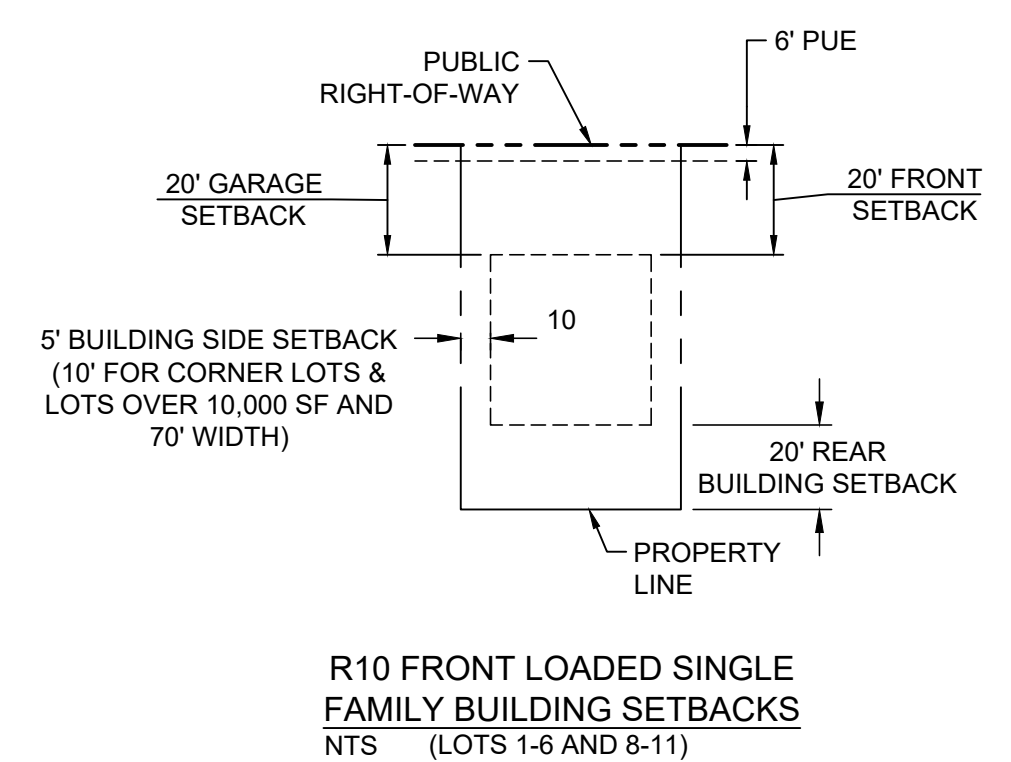 6' PUE
PUBLIC
RIGHT-OF-WAY
20' GARAGE
SETBACK
20' FRONT
SETBACK
10
5' BUILDING SIDE SETBACK
(10' FOR CORNER LOTS &
LOTS OVER 10,000 SF AND
70' WIDTH)
20' REAR
BUILDING SETBACK
PROPERTY
LINE
R10 FRONT LOADED SINGLE
FAMILY BUILDING SETBACKS
NTS (LOTS 1-6 AND 8-11)